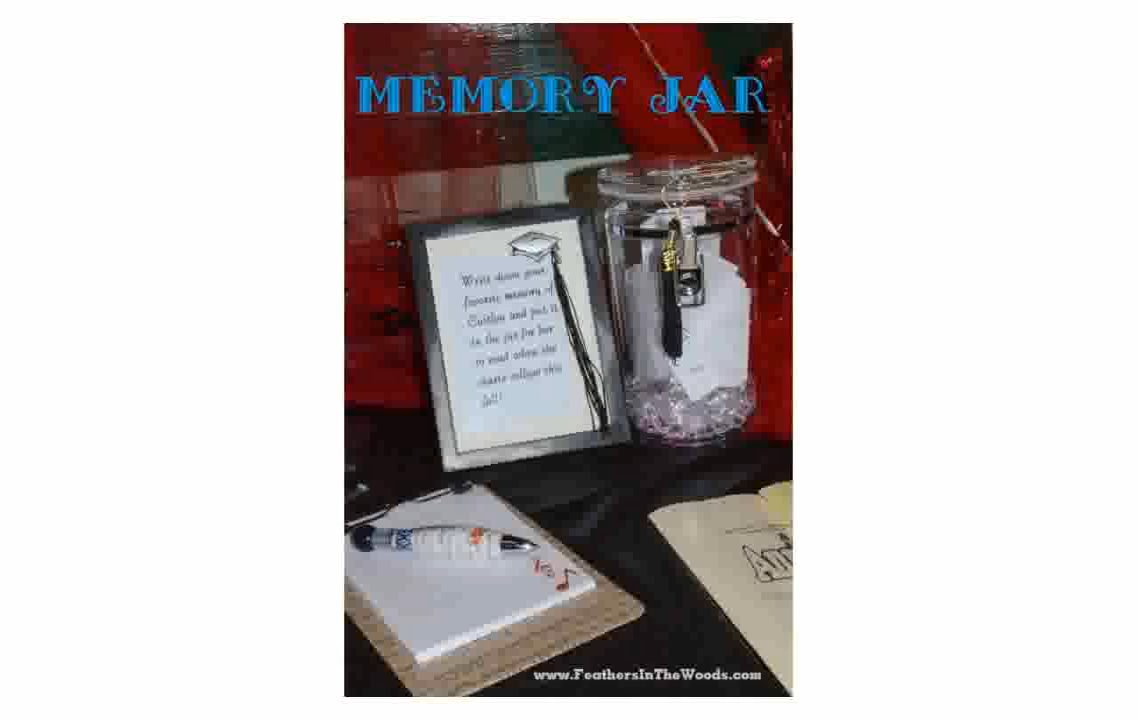 MEMORY JAR
Write down your
favorite memory of
Caitlyn and put it
in the jar for her
to read when she
starts college this
fall!
www.FeathersInTheWoods.com